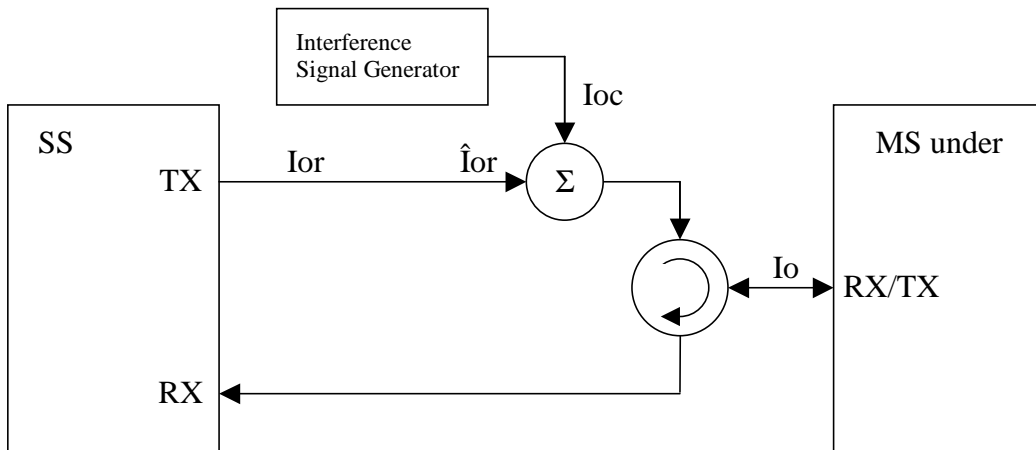 Interference
Signal Generator
Ioc
SS
MS under
TX
Ior
Îor
Σ
Io
RX/TX
RX